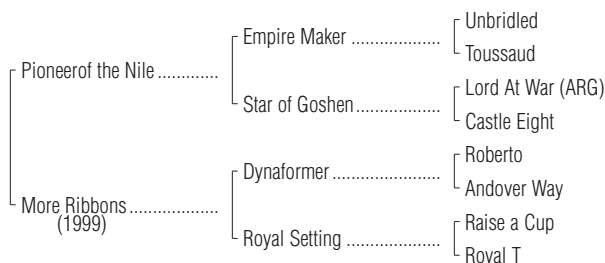 Unbridled
Empire Maker ....................
Toussaud
Pioneerof the Nile .............
Lord At War (ARG)
Star of Goshen ...................
Castle Eight
Roberto
Dynaformer .........................
Andover Way
More Ribbons ...................
(1999)
Raise a Cup
Royal Setting ......................
Royal T